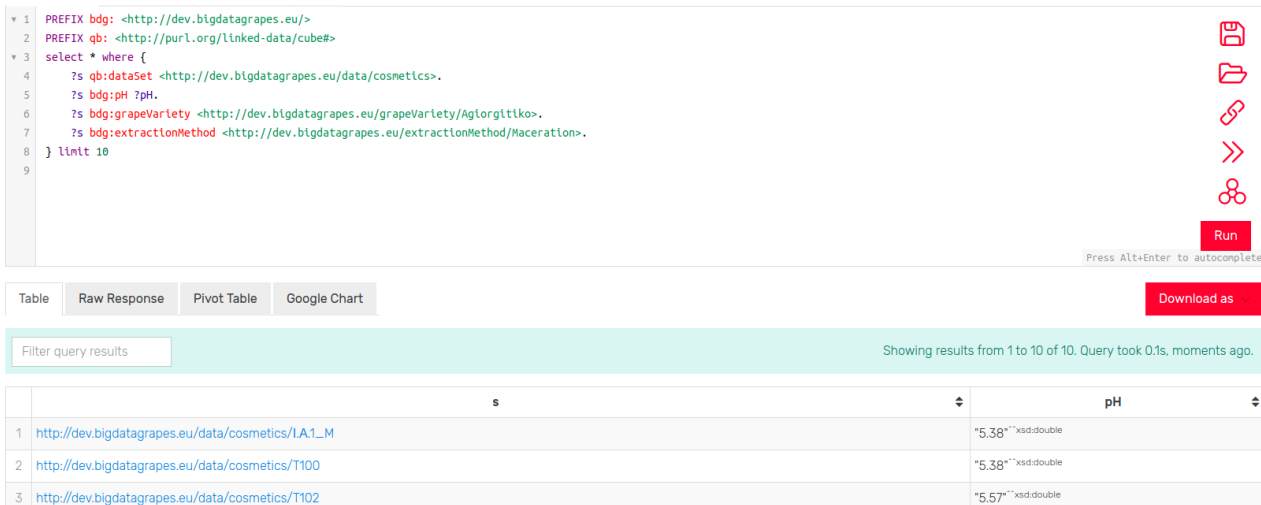 1 PREFIX bdg: <http://dev.bigdatagrapes.eu/>
2 PREFIX qb: <http://purl.org/linked-data/cube#>
3 select * where {
4 ?s qb:dataSet <http://dev.bigdatagrapes.eu/data/cosmetics>.
5 ?s bdg:pH ?pH.
6 ?s bdg:grapeVariety <http://dev.bigdatagrapes.eu/grapeVariety/Agiorgitiko>.
7 ?s bdg:extractionMethod <http://dev.bigdatagrapes.eu/extractionMethod/Maceration>.
8 } limit 10
9
Run
Press Alt+Enter to autocomplete
Table Raw Response Pivot Table Google Chart Download as
Filter query results Showing results from 1 to 10 of 10. Query took 0.1s, moments ago.
s pH
1 http://dev.bigdatagrapes.eu/data/cosmetics/I.A.1_M "5.38"^^xsd:double
2 http://dev.bigdatagrapes.eu/data/cosmetics/T100 "5.38"^^xsd:double
3 http://dev.bigdatagrapes.eu/data/cosmetics/T102 "5.57"^^xsd:double